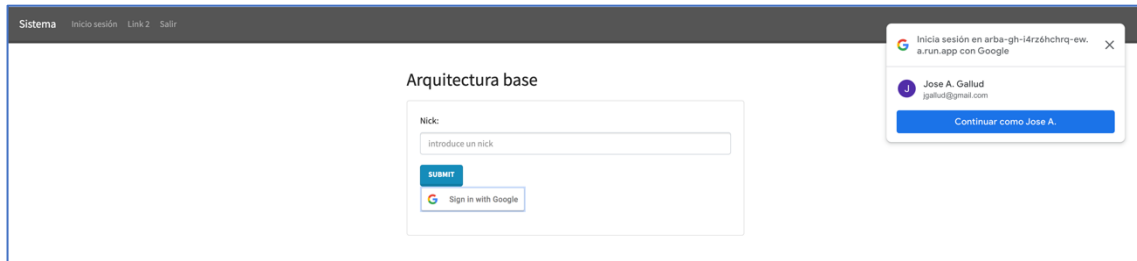 Sistema Inicio sesión Link 2 Salir
Inicia sesión en arba-gh-i4rz6hchrq-ew.
a.run.app con Google
J
Jose A. Gallud
jgallud@gmail.com
Continuar como Jose A.
Arquitectura base
Nick:
introduce un nick
SUBMIT
Sign in with Google